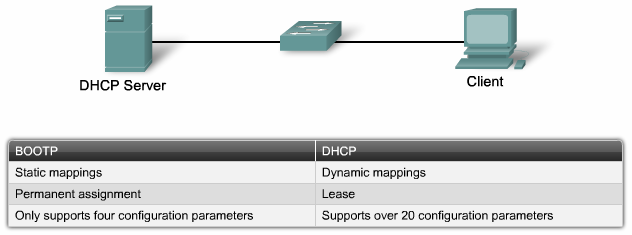 DHCP Server
Client
BOOTP DHCP
Static mappings Dynamic mappings
Permanent assignment Lease
Only supports four configuration parameters Supports over 20 configuration parameters